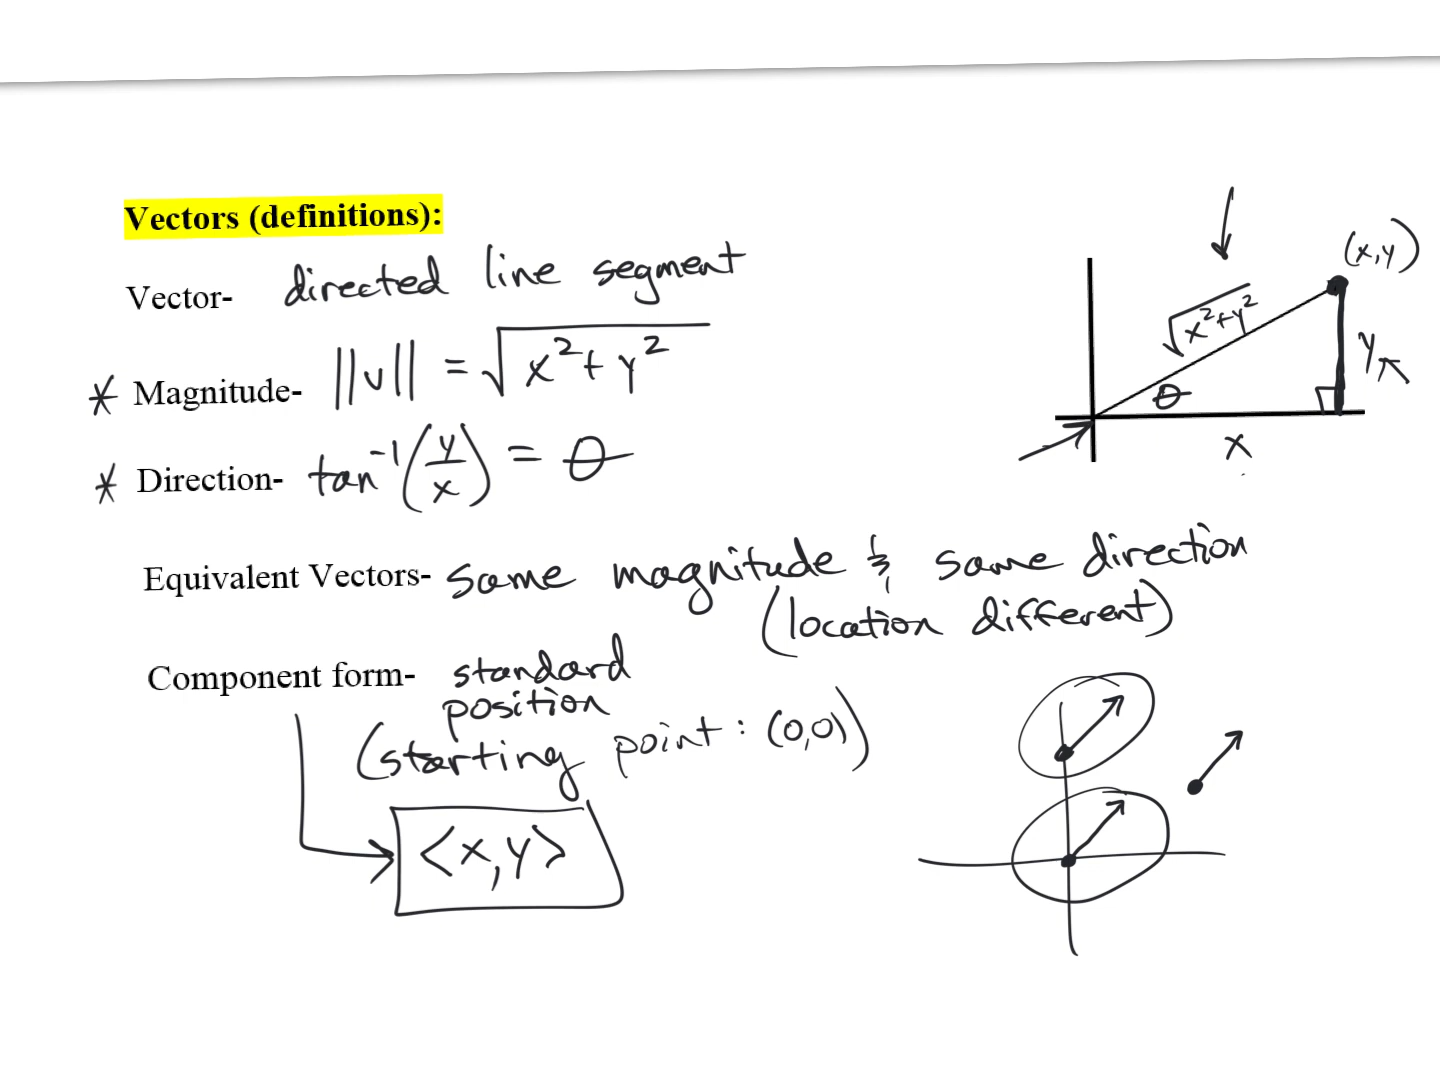 Vectors (definitions):
Vector- directed line segment
* Magnitude- ||v|| = √(x²+y²)
* Direction- tan⁻¹(y/x) = θ
Equivalent Vectors- same magnitude & same direction
(location different)
Component form- standard
position
(starting point: (0,0))
<x,y>
(x,y)
√(x²+y²)
y
θ
x